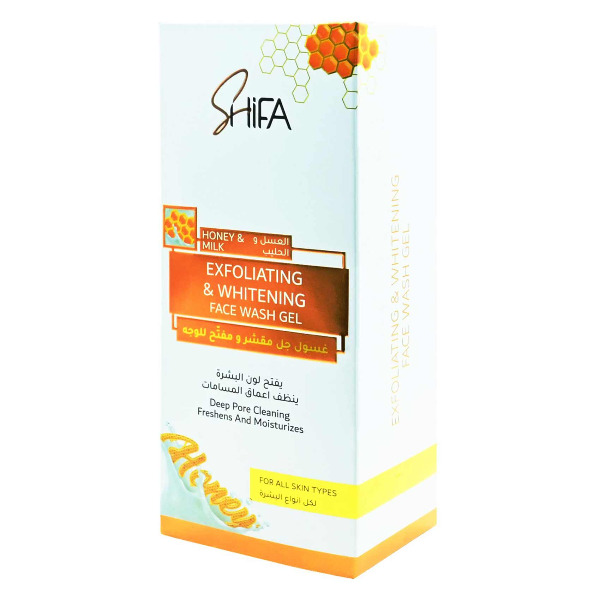 SHiFA
HONEY &
MILK
العسل و
الحليب
EXFOLIATING
& WHITENING
FACE WASH GEL
غسول جل مقشر و مفتّح للوجه
يفتح لون البشرة
ينظف اعماق المسامات
Deep Pore Cleaning
Freshens And Moisturizes
Honey
FOR ALL SKIN TYPES
لكل انواع البشرة
EXFOLIATING & WHITENING
FACE WASH GEL